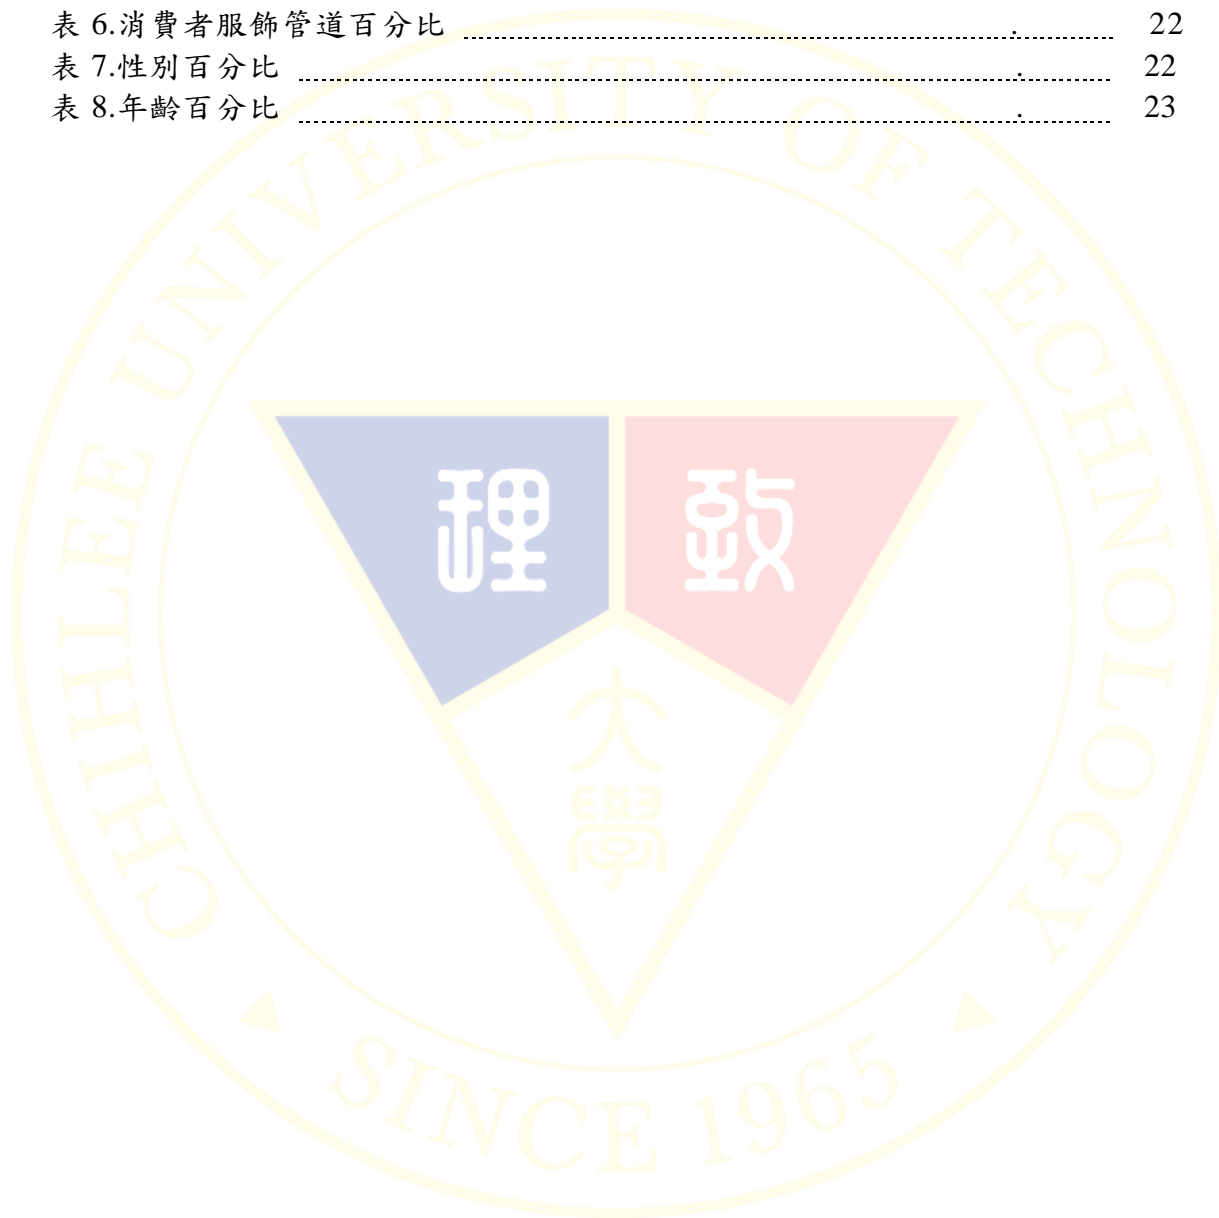 表 6.消費者服飾管道百分比 ........................ 22
表 7.性別百分比 ........................ 22
表 8.年齡百分比 ........................ 23
CHIHLEE UNIVERSITY OF TECHNOLOGY
理 致
大
學
SINCE 1965